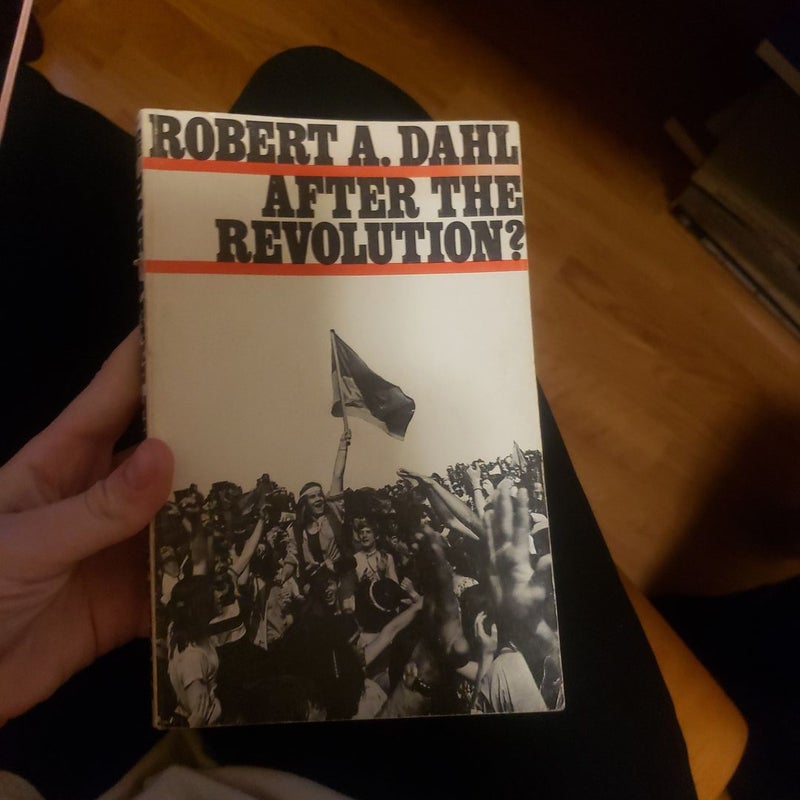 ROBERT A. DAHL
AFTER THE
REVOLUTION?